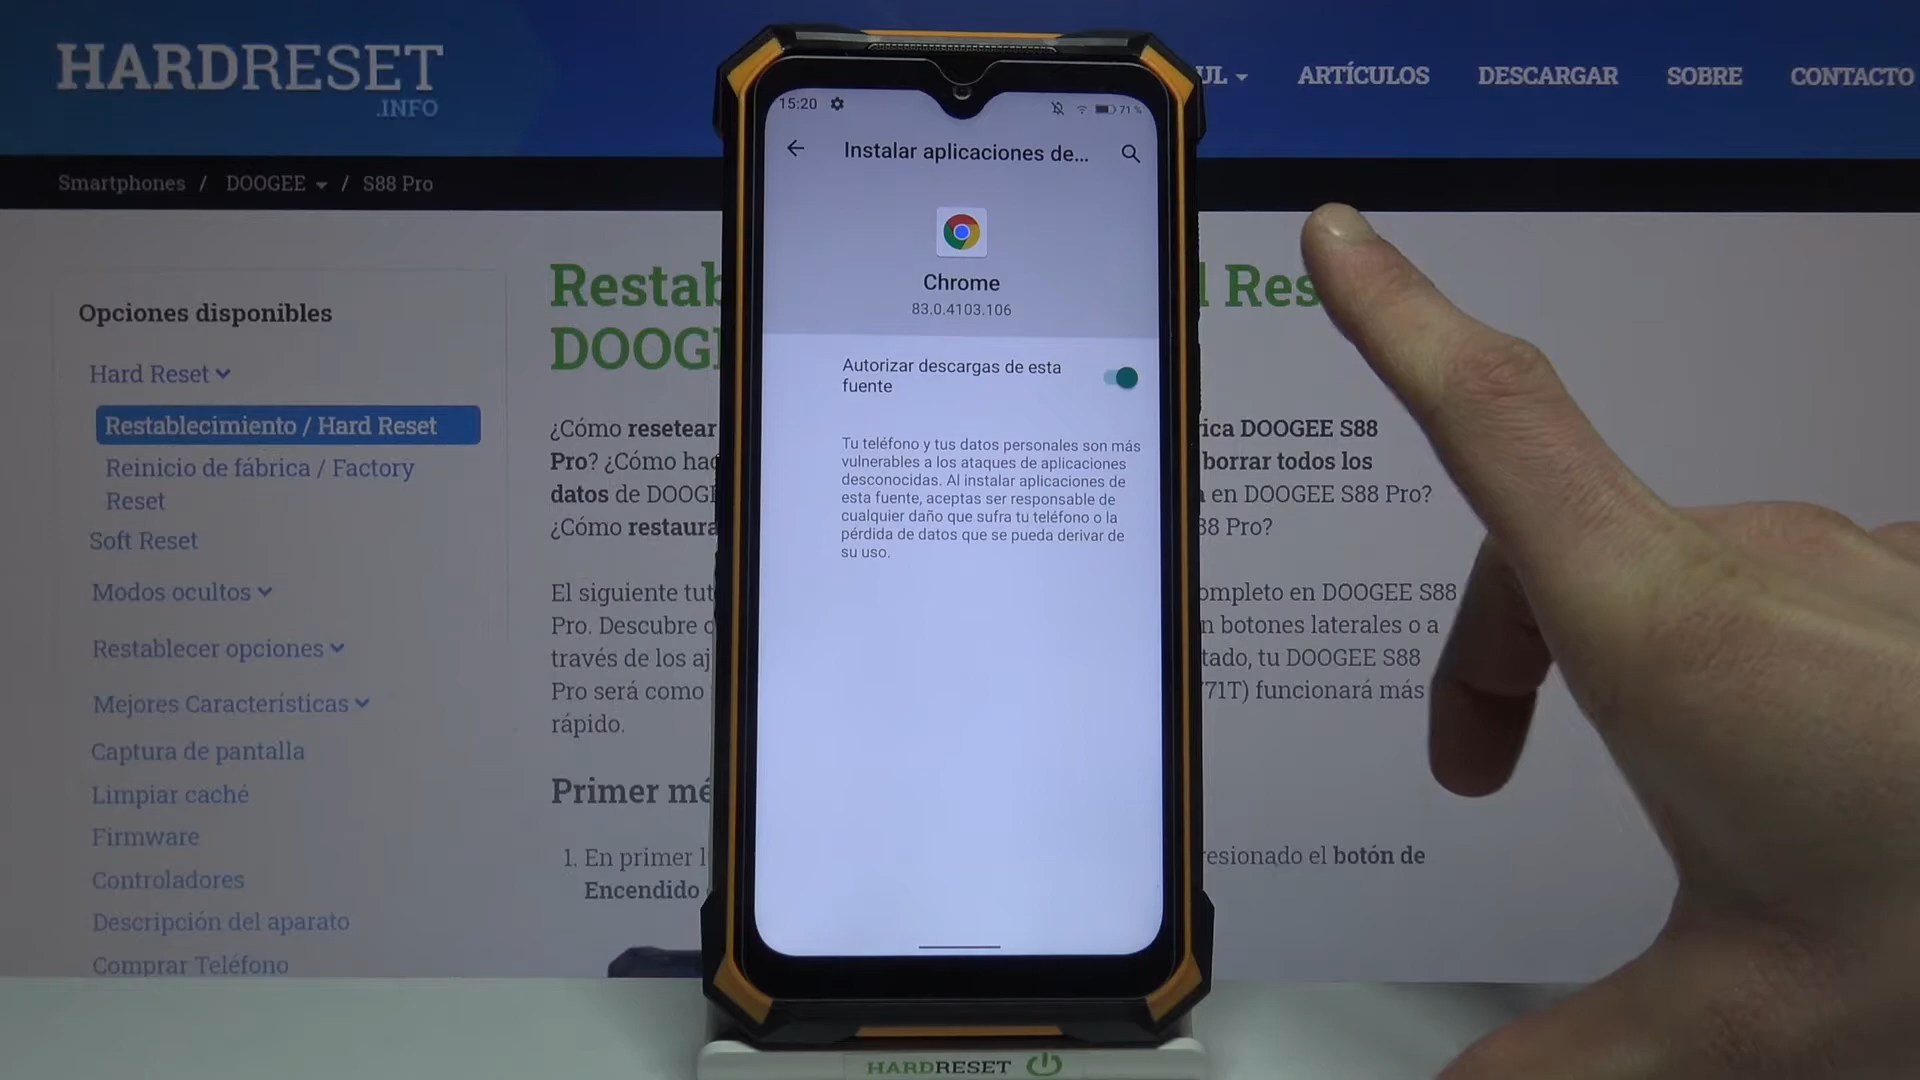 HARDRESET
.INFO
UL
ARTÍCULOS
DESCARGAR
SOBRE
CONTACTO
Smartphones / DOOGEE / S88 Pro
Opciones disponibles
Hard Reset
Restablecimiento / Hard Reset
Reinicio de fábrica / Factory
Reset
Soft Reset
Modos ocultos
Restablecer opciones
Mejores Características
Captura de pantalla
Limpiar caché
Firmware
Controladores
Descripción del aparato
Comprar Teléfono
Restab
l Res
DOOG
¿Cómo resetear
ica DOOGEE S88
Pro? ¿Cómo hac
borrar todos los
datos de DOOG
en DOOGEE S88 Pro?
¿Cómo restaura
88 Pro?
El siguiente tut
ompleto en DOOGEE S88
Pro. Descubre
n botones laterales o a
través de los aj
tado, tu DOOGEE S88
Pro será como
71T) funcionará más
rápido.
Primer mé
1. En primer l
resionado el botón de
Encendido
15:20
71%
Instalar aplicaciones de...
Chrome
83.0.4103.106
Autorizar descargas de esta
fuente
Tu teléfono y tus datos personales son más
vulnerables a los ataques de aplicaciones
desconocidas. Al instalar aplicaciones de
esta fuente, aceptas ser responsable de
cualquier daño que sufra tu teléfono o la
pérdida de datos que se pueda derivar de
su uso.
HARDRESET